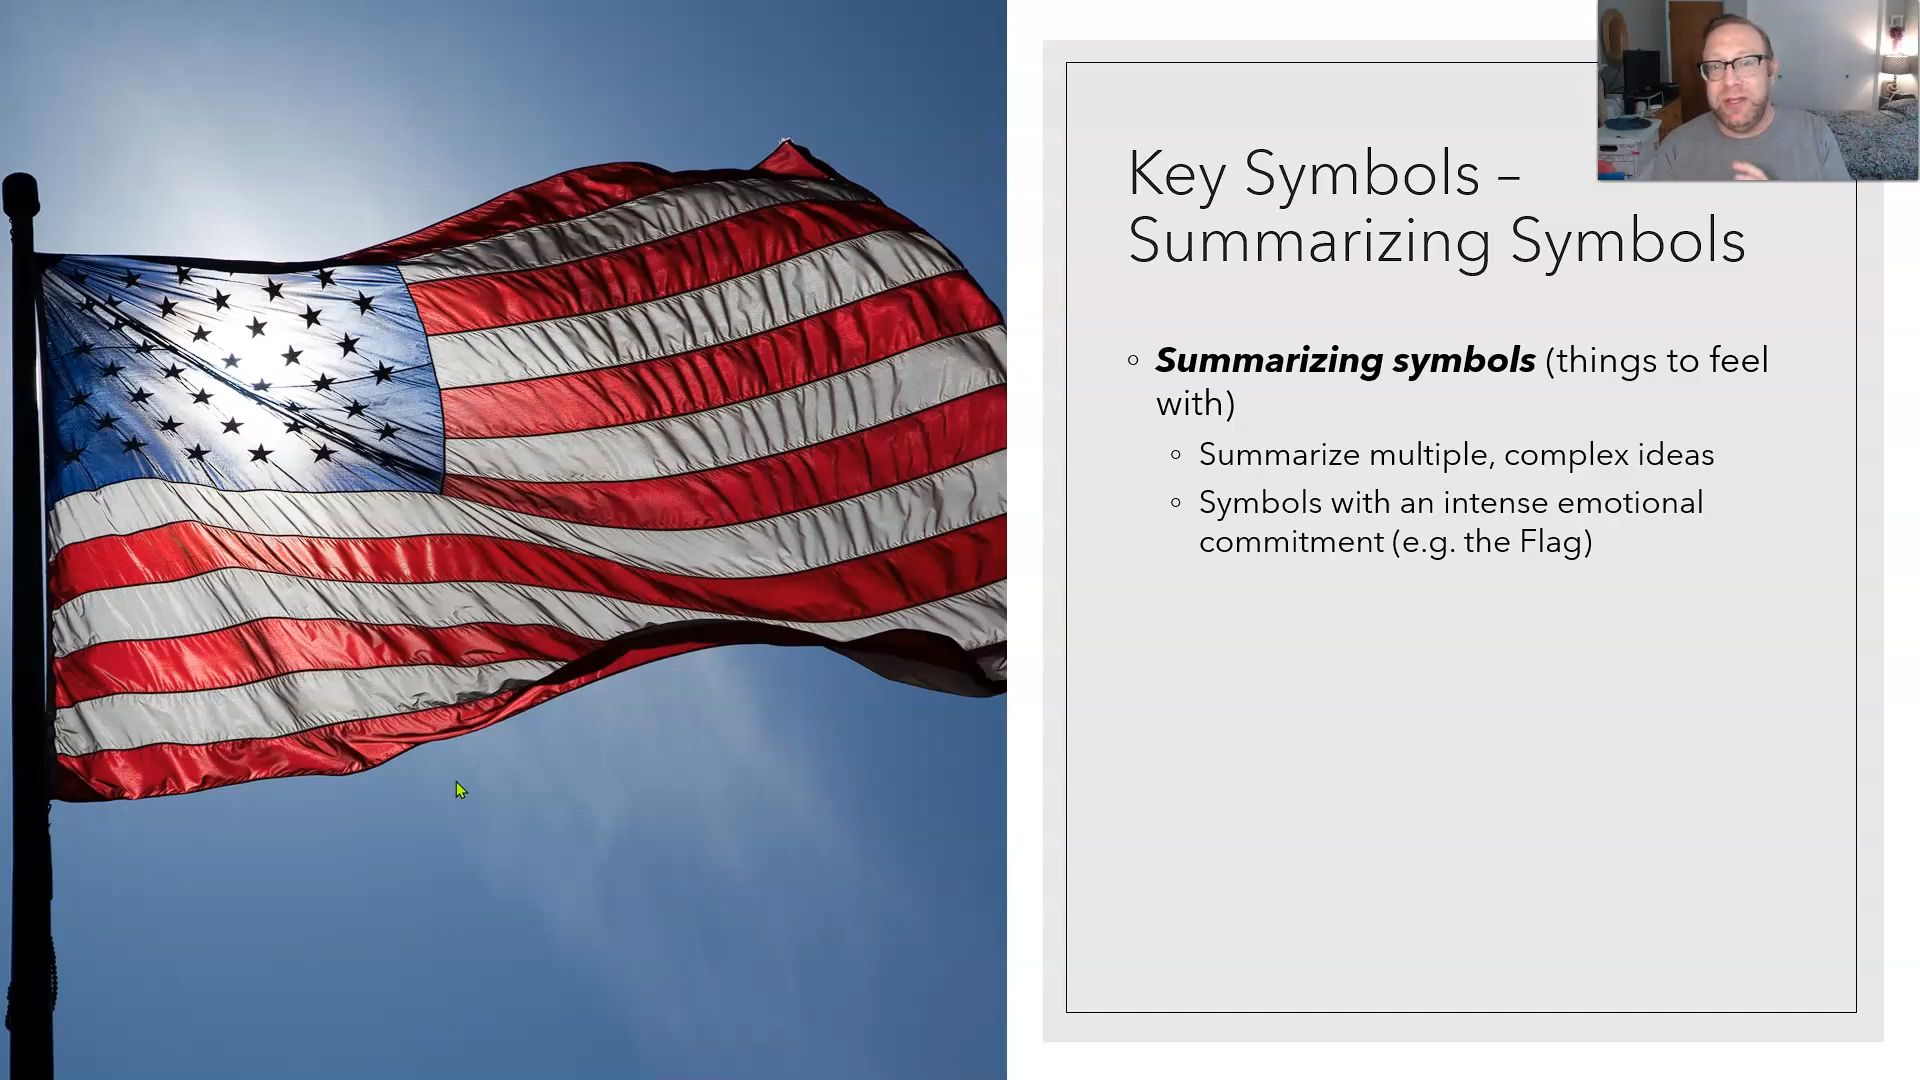 Key Symbols –
Summarizing Symbols
◦ Summarizing symbols (things to feel
with)
◦ Summarize multiple, complex ideas
◦ Symbols with an intense emotional
commitment (e.g. the Flag)